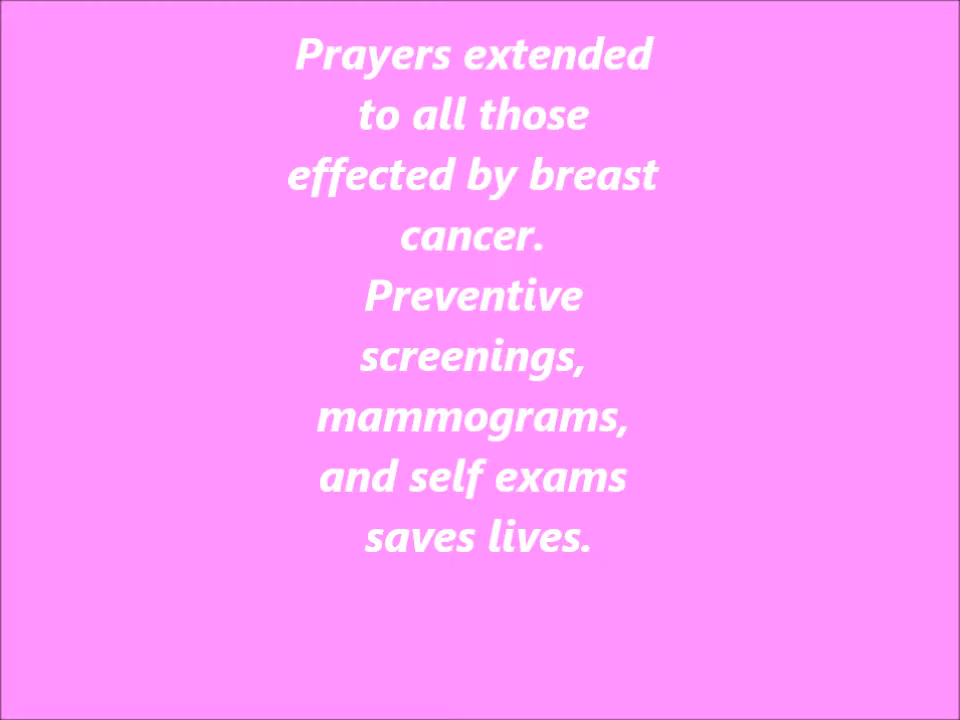 Prayers extended
to all those
effected by breast
cancer.
Preventive
screenings,
mammograms,
and self exams
saves lives.